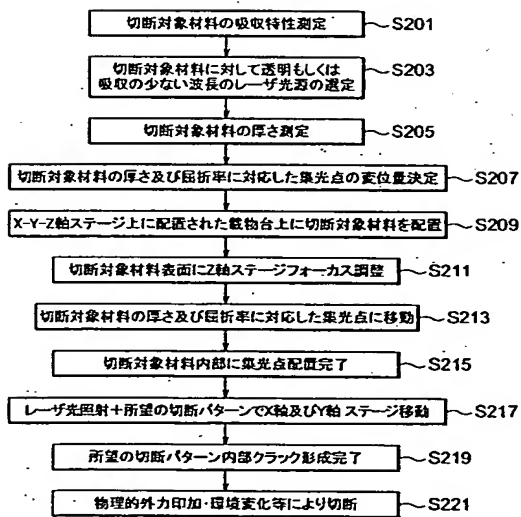 切断対象材料の吸収特性測定
S201
切断対象材料に対して透明もしくは
吸収の少ない波長のレーザ光源の選定
S203
切断対象材料の厚さ測定
S205
切断対象材料の厚さ及び屈折率に対応した集光点の変位量決定
S207
X-Y-Z軸ステージ上に配置された載物台上に切断対象材料を配置
S209
切断対象材料表面にZ軸ステージフォーカス調整
S211
切断対象材料の厚さ及び屈折率に対応した集光点に移動
S213
切断対象材料内部に集光点配置完了
S215
レーザ光照射+所望の切断パターンでX軸及びY軸 ステージ移動
S217
所望の切断パターン内部クラック形成完了
S219
物理的外力印加・環境変化等により切断
S221